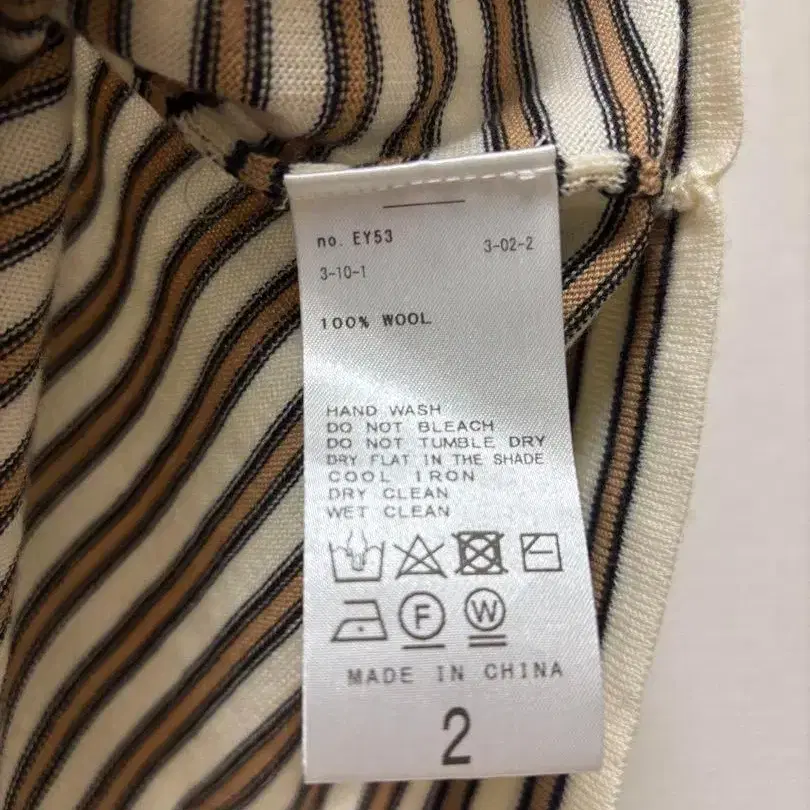 no. EY53
3-02-2
3-10-1
100% WOOL
HAND WASH
DO NOT BLEACH
DO NOT TUMBLE DRY
DRY FLAT IN THE SHADE
COOL IRON
DRY CLEAN
WET CLEAN
F W
MADE IN CHINA
2